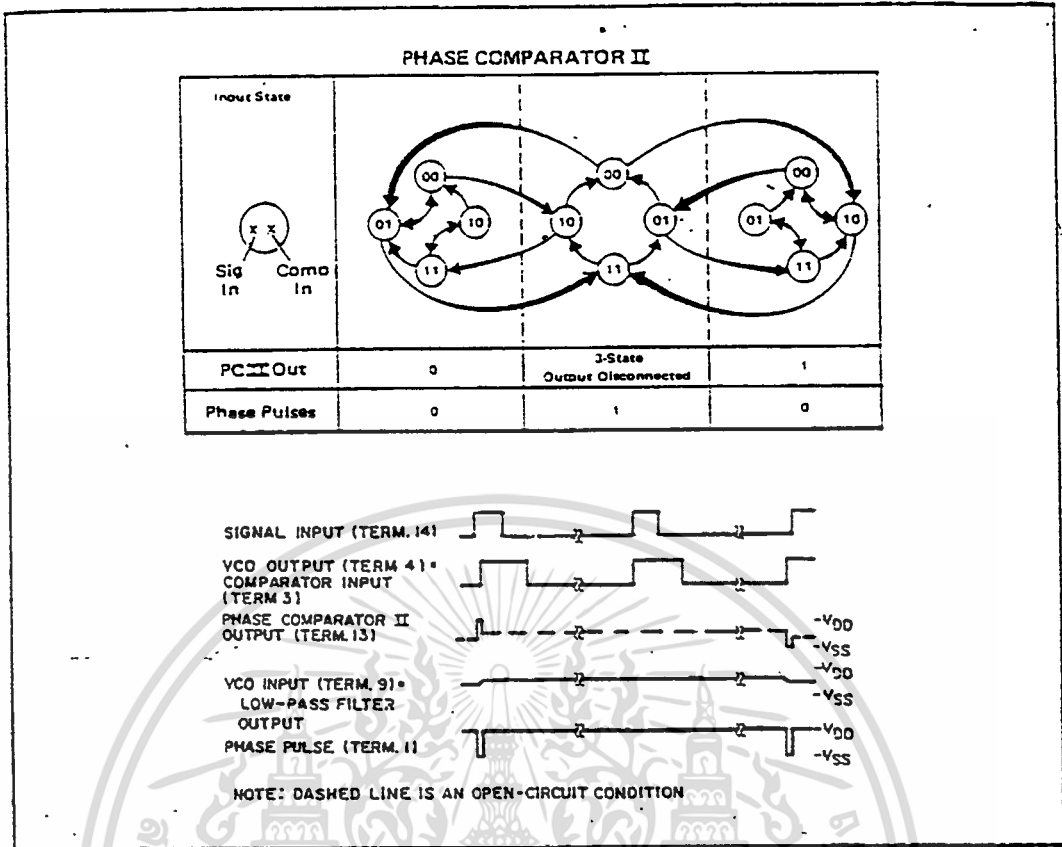 PHASE COMPARATOR II
Input State
00
00
00
01
10
10
01
01
10
11
11
11
Sig In
Comp In
PC II Out
0
3-State
Output Disconnected
1
Phase Pulses
0
1
0
SIGNAL INPUT (TERM. 14)
VCO OUTPUT (TERM 4) =
COMPARATOR INPUT
(TERM 3)
PHASE COMPARATOR II
OUTPUT (TERM. 13)
-VDD
-VSS
VCO INPUT (TERM. 9) =
LOW-PASS FILTER
OUTPUT
-VDD
-VSS
PHASE PULSE (TERM. 1)
-VDD
-VSS
NOTE: DASHED LINE IS AN OPEN-CIRCUIT CONDITION